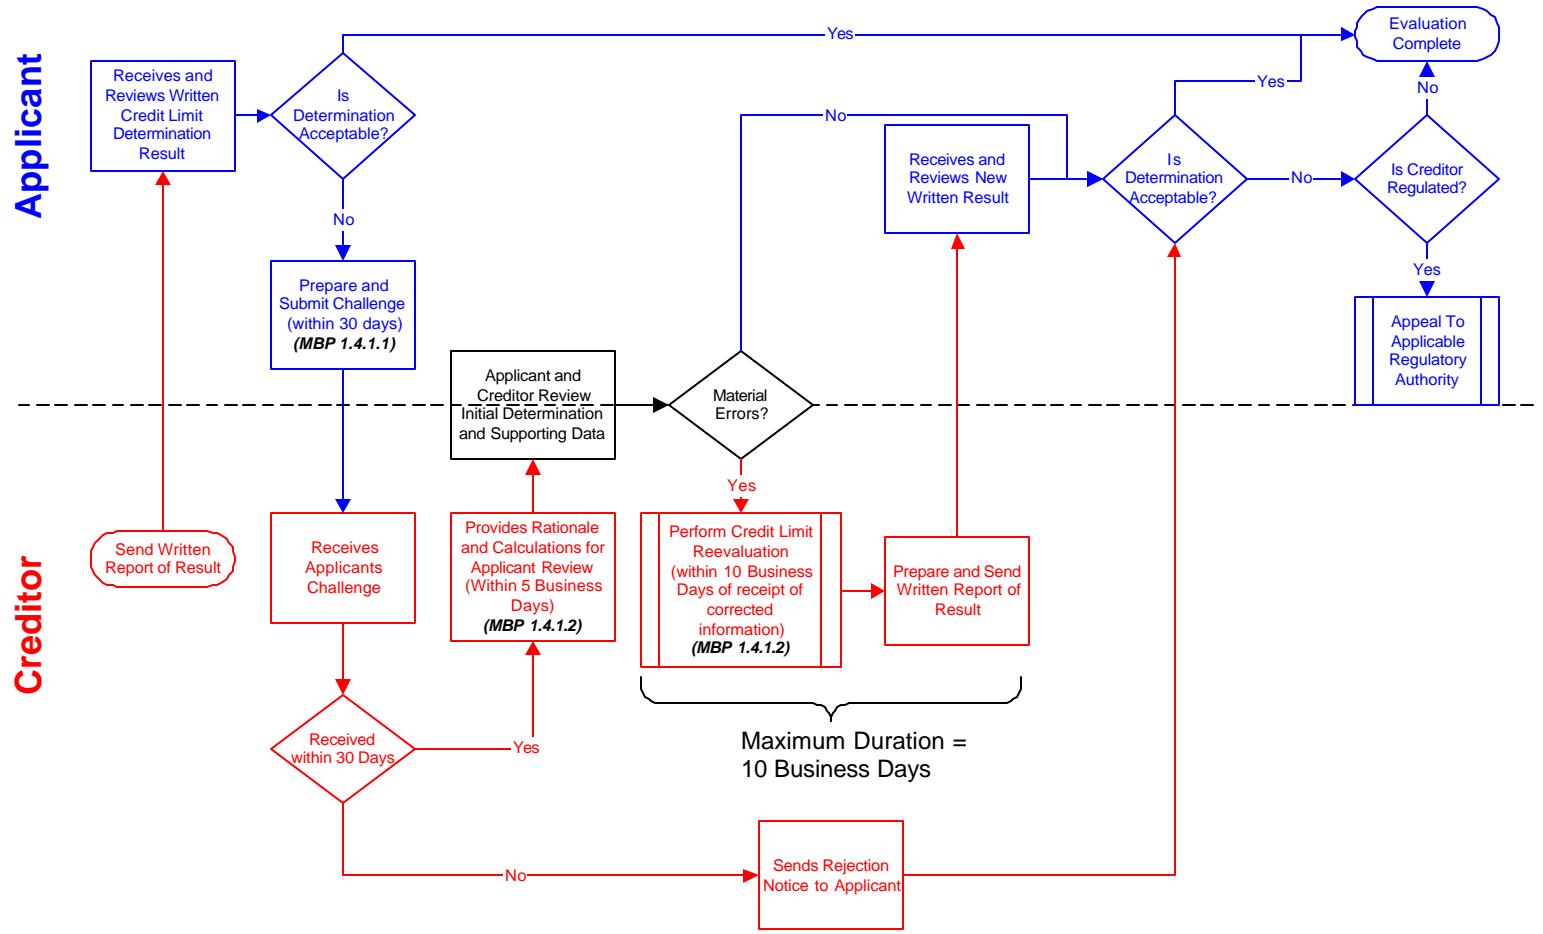 Applicant
Receives and
Reviews Written
Credit Limit
Determination
Result
Is
Determination
Acceptable?
Yes
No
Prepare and
Submit Challenge
(within 30 days)
(MBP 1.4.1.1)
Applicant and
Creditor Review
Initial Determination
and Supporting Data
Material
Errors?
No
Receives and
Reviews New
Written Result
Is
Determination
Acceptable?
Yes
No
Evaluation
Complete
No
Is Creditor
Regulated?
Yes
Appeal To
Applicable
Regulatory
Authority
Creditor
Send Written
Report of Result
Receives
Applicants
Challenge
Received
within 30 Days
Yes
Provides Rationale
and Calculations for
Applicant Review
(Within 5 Business
Days)
(MBP 1.4.1.2)
Yes
Perform Credit Limit
Reevaluation
(within 10 Business
Days of receipt of
corrected
information)
(MBP 1.4.1.2)
Prepare and Send
Written Report of
Result
Maximum Duration =
10 Business Days
No
Sends Rejection
Notice to Applicant